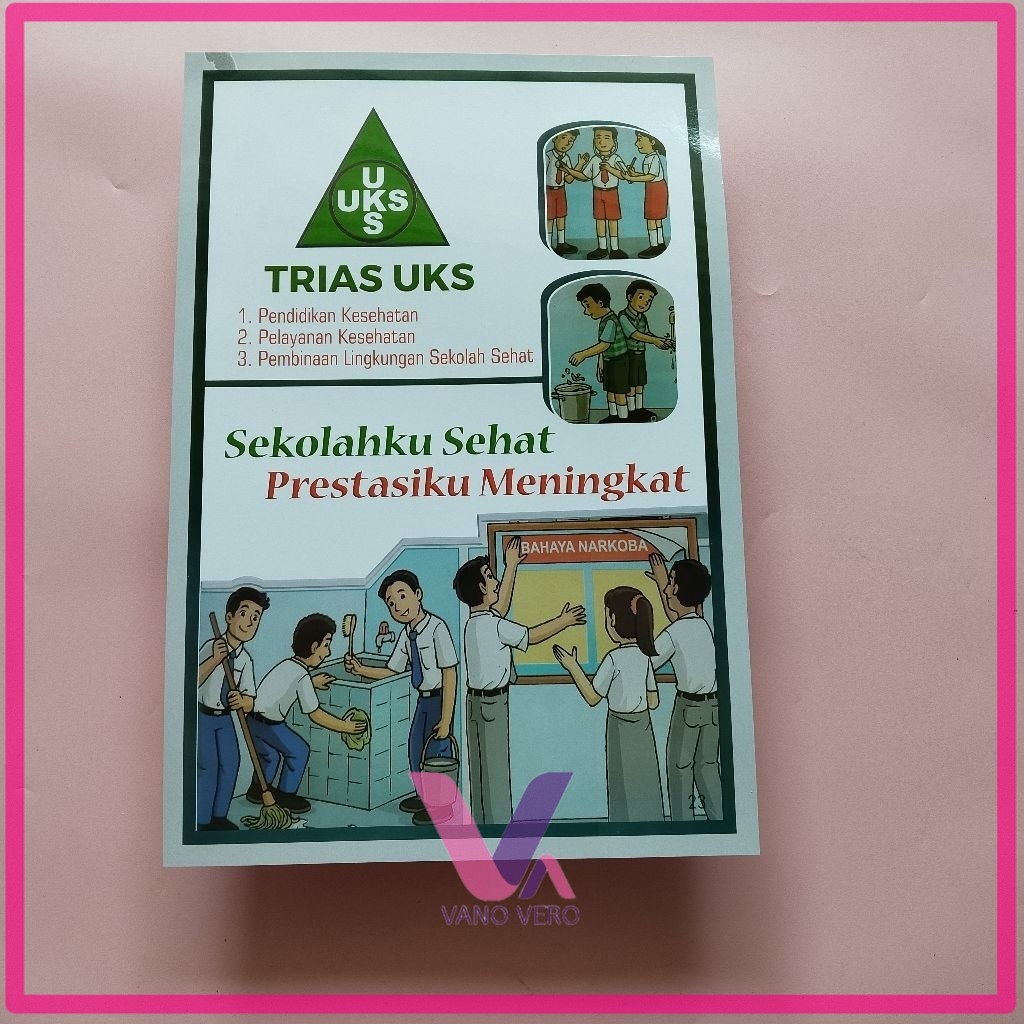 U
UKS
S
TRIAS UKS
1. Pendidikan Kesehatan
2. Pelayanan Kesehatan
3. Pembinaan Lingkungan Sekolah Sehat
Sekolahku Sehat
Prestasiku Meningkat
BAHAYA NARKOBA
23
VANO VERO